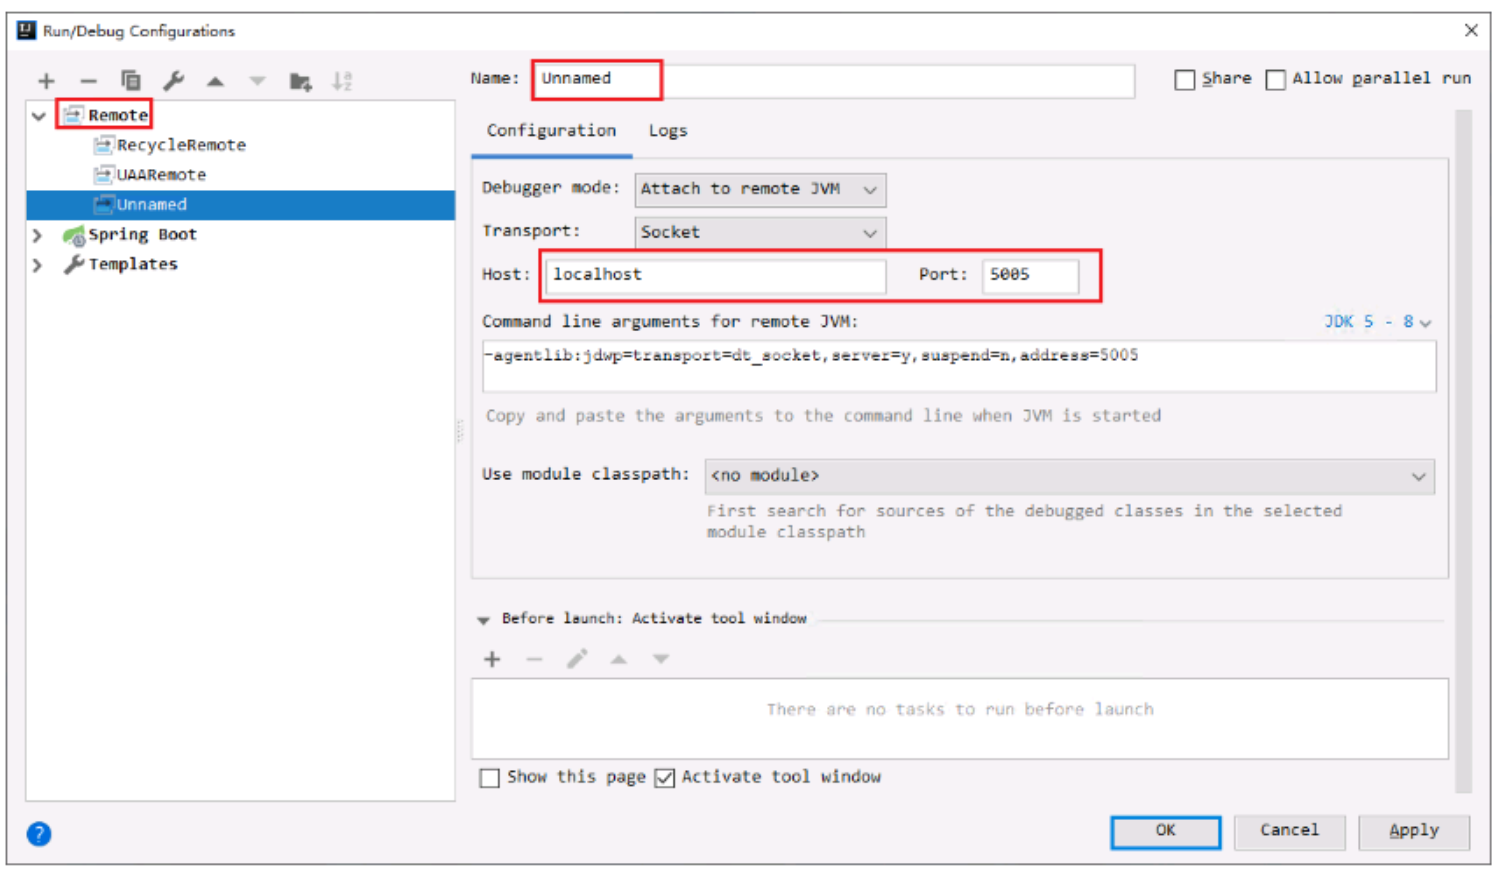 Run/Debug Configurations
Name: Unnamed
Share
Allow parallel run
Remote
RecycleRemote
UAARemote
Unnamed
Spring Boot
Templates
Configuration
Logs
Debugger mode: Attach to remote JVM
Transport: Socket
Host: localhost
Port: 5005
Command line arguments for remote JVM:
JDK 5 - 8
-agentlib:jdwp=transport=dt_socket,server=y,suspend=n,address=5005
Copy and paste the arguments to the command line when JVM is started
Use module classpath: <no module>
First search for sources of the debugged classes in the selected
module classpath
Before launch: Activate tool window
There are no tasks to run before launch
Show this page
Activate tool window
?
OK
Cancel
Apply